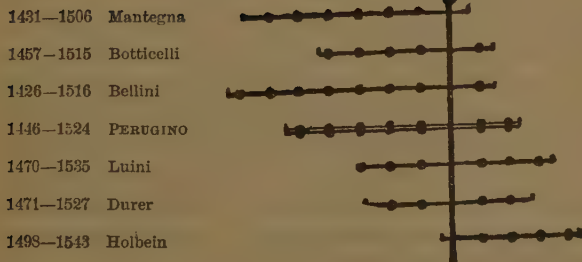 1431—1506 Mantegna
1457—1515 Botticelli
1426—1516 Bellini
1446—1524 PERUGINO
1470—1535 Luini
1471—1527 Durer
1498—1543 Holbein